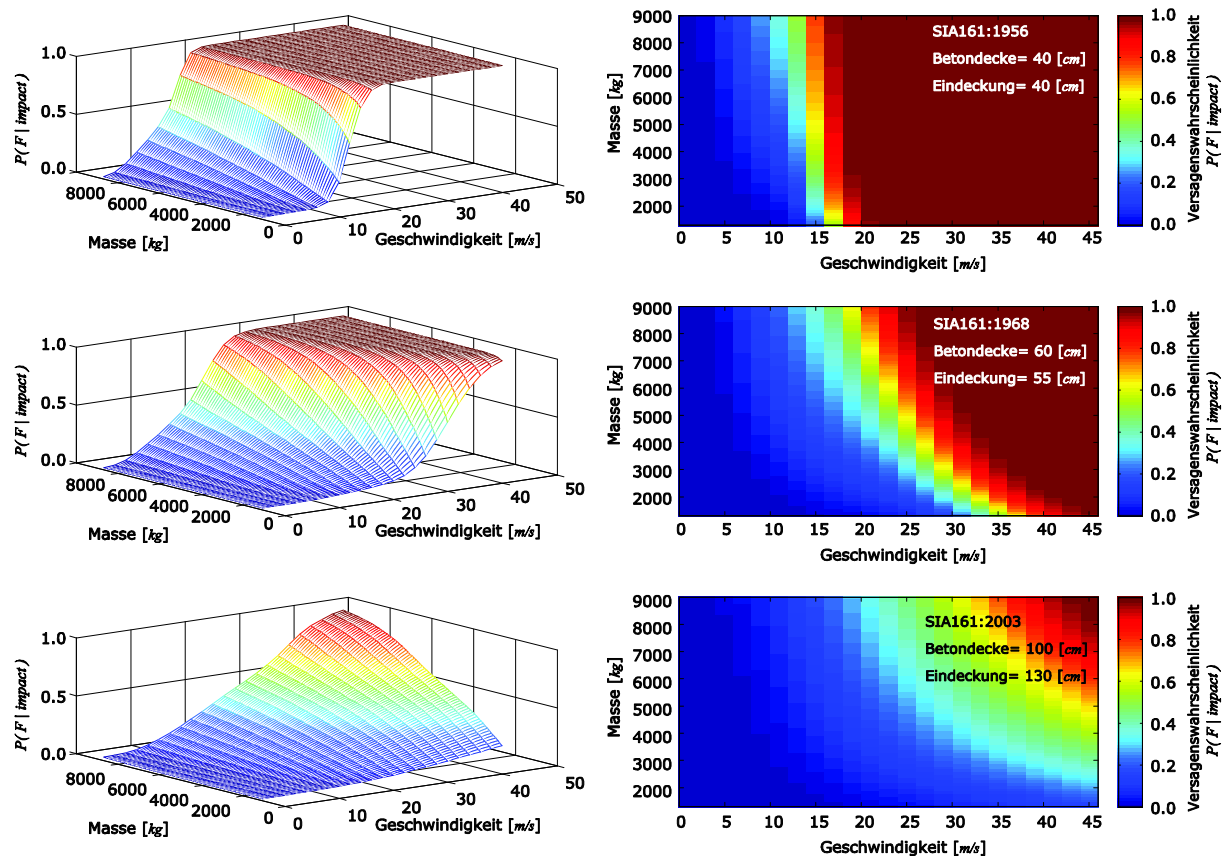 1.0
0.5
0.0
P( F | impact )
8000
6000
4000
2000
0
Masse [kg]
0
10
20
30
40
50
Geschwindigkeit [m/s]
9000
8000
7000
6000
5000
4000
3000
2000
Masse [kg]
SIA161:1956
Betondecke= 40 [cm]
Eindeckung= 40 [cm]
0 5 10 15 20 25 30 35 40 45
Geschwindigkeit [m/s]
1.0
0.8
0.6
0.4
0.2
0.0
Versagenswahrscheinlichkeit
P( F | impact )
1.0
0.5
0.0
P( F | impact )
8000
6000
4000
2000
0
Masse [kg]
0
10
20
30
40
50
Geschwindigkeit [m/s]
9000
8000
7000
6000
5000
4000
3000
2000
Masse [kg]
SIA161:1968
Betondecke= 60 [cm]
Eindeckung= 55 [cm]
0 5 10 15 20 25 30 35 40 45
Geschwindigkeit [m/s]
1.0
0.8
0.6
0.4
0.2
0.0
Versagenswahrscheinlichkeit
P( F | impact )
1.0
0.5
0.0
P( F | impact )
8000
6000
4000
2000
0
Masse [kg]
0
10
20
30
40
50
Geschwindigkeit [m/s]
9000
8000
7000
6000
5000
4000
3000
2000
Masse [kg]
SIA161:2003
Betondecke= 100 [cm]
Eindeckung= 130 [cm]
0 5 10 15 20 25 30 35 40 45
Geschwindigkeit [m/s]
1.0
0.8
0.6
0.4
0.2
0.0
Versagenswahrscheinlichkeit
P( F | impact )